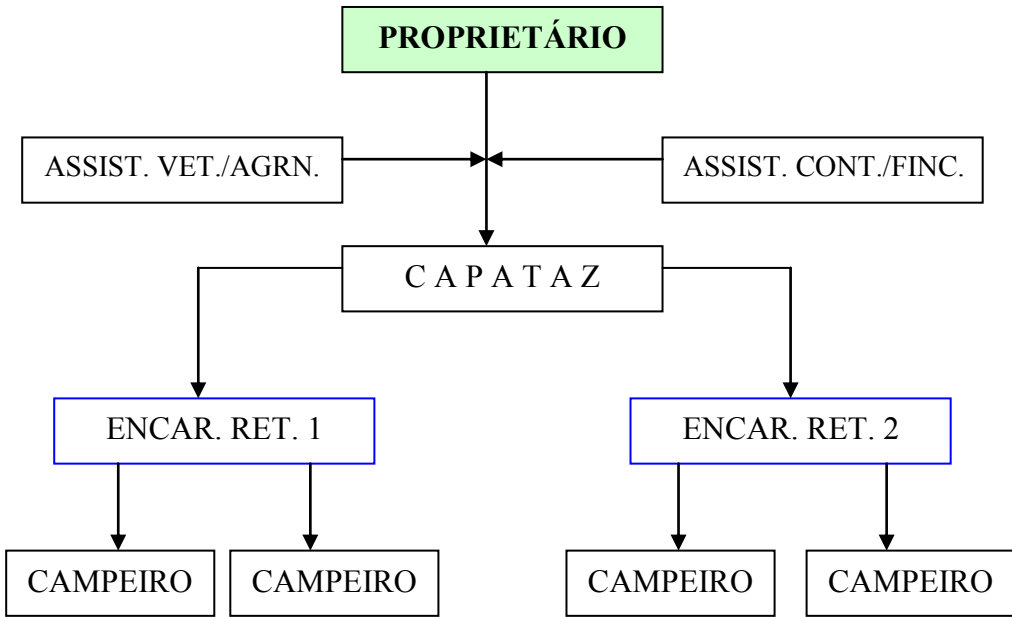 PROPRIETÁRIO
ASSIST. VET./AGRN.
ASSIST. CONT./FINC.
C A P A T A Z
ENCAR. RET. 1
ENCAR. RET. 2
CAMPEIRO
CAMPEIRO
CAMPEIRO
CAMPEIRO